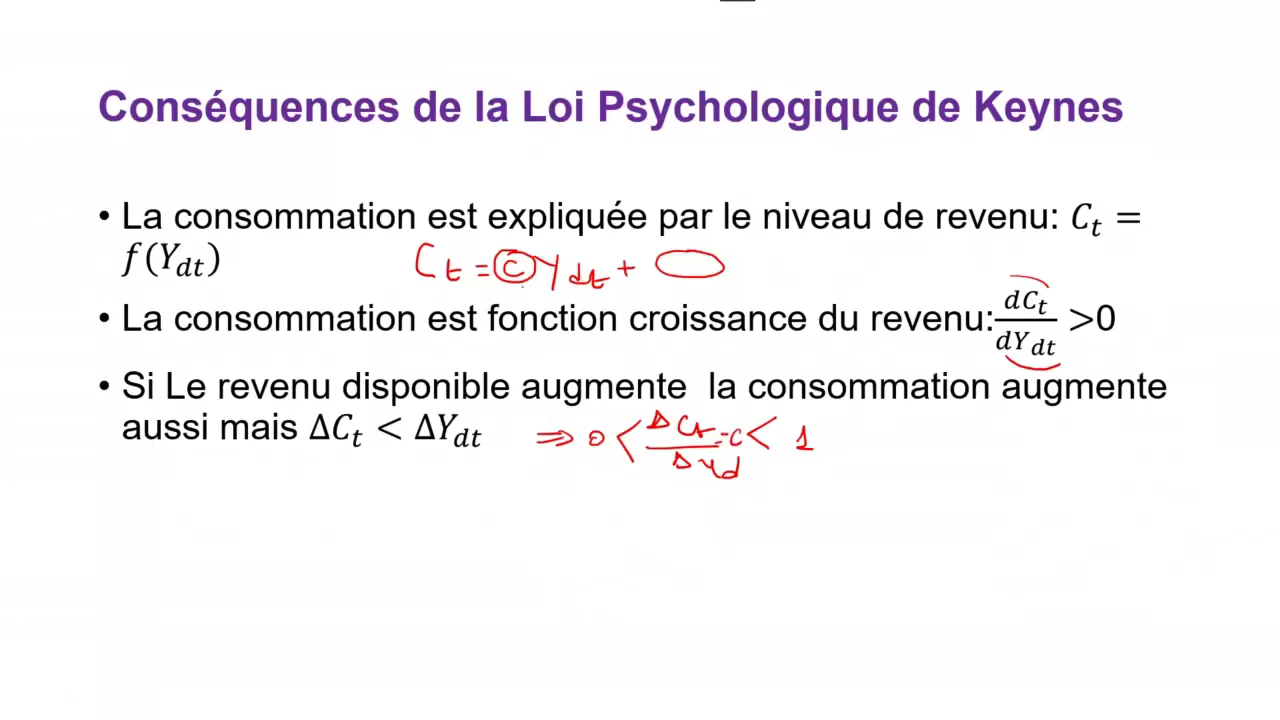 Conséquences de la Loi Psychologique de Keynes
• La consommation est expliquée par le niveau de revenu: Cₜ =
f(Y_dt)
C_t = c Y_dt +
• La consommation est fonction croissance du revenu: dCₜ/dY_dt >0
• Si Le revenu disponible augmente la consommation augmente
aussi mais ΔCₜ < ΔY_dt ⇒ 0 < ΔC_t/ΔY_d = c < 1